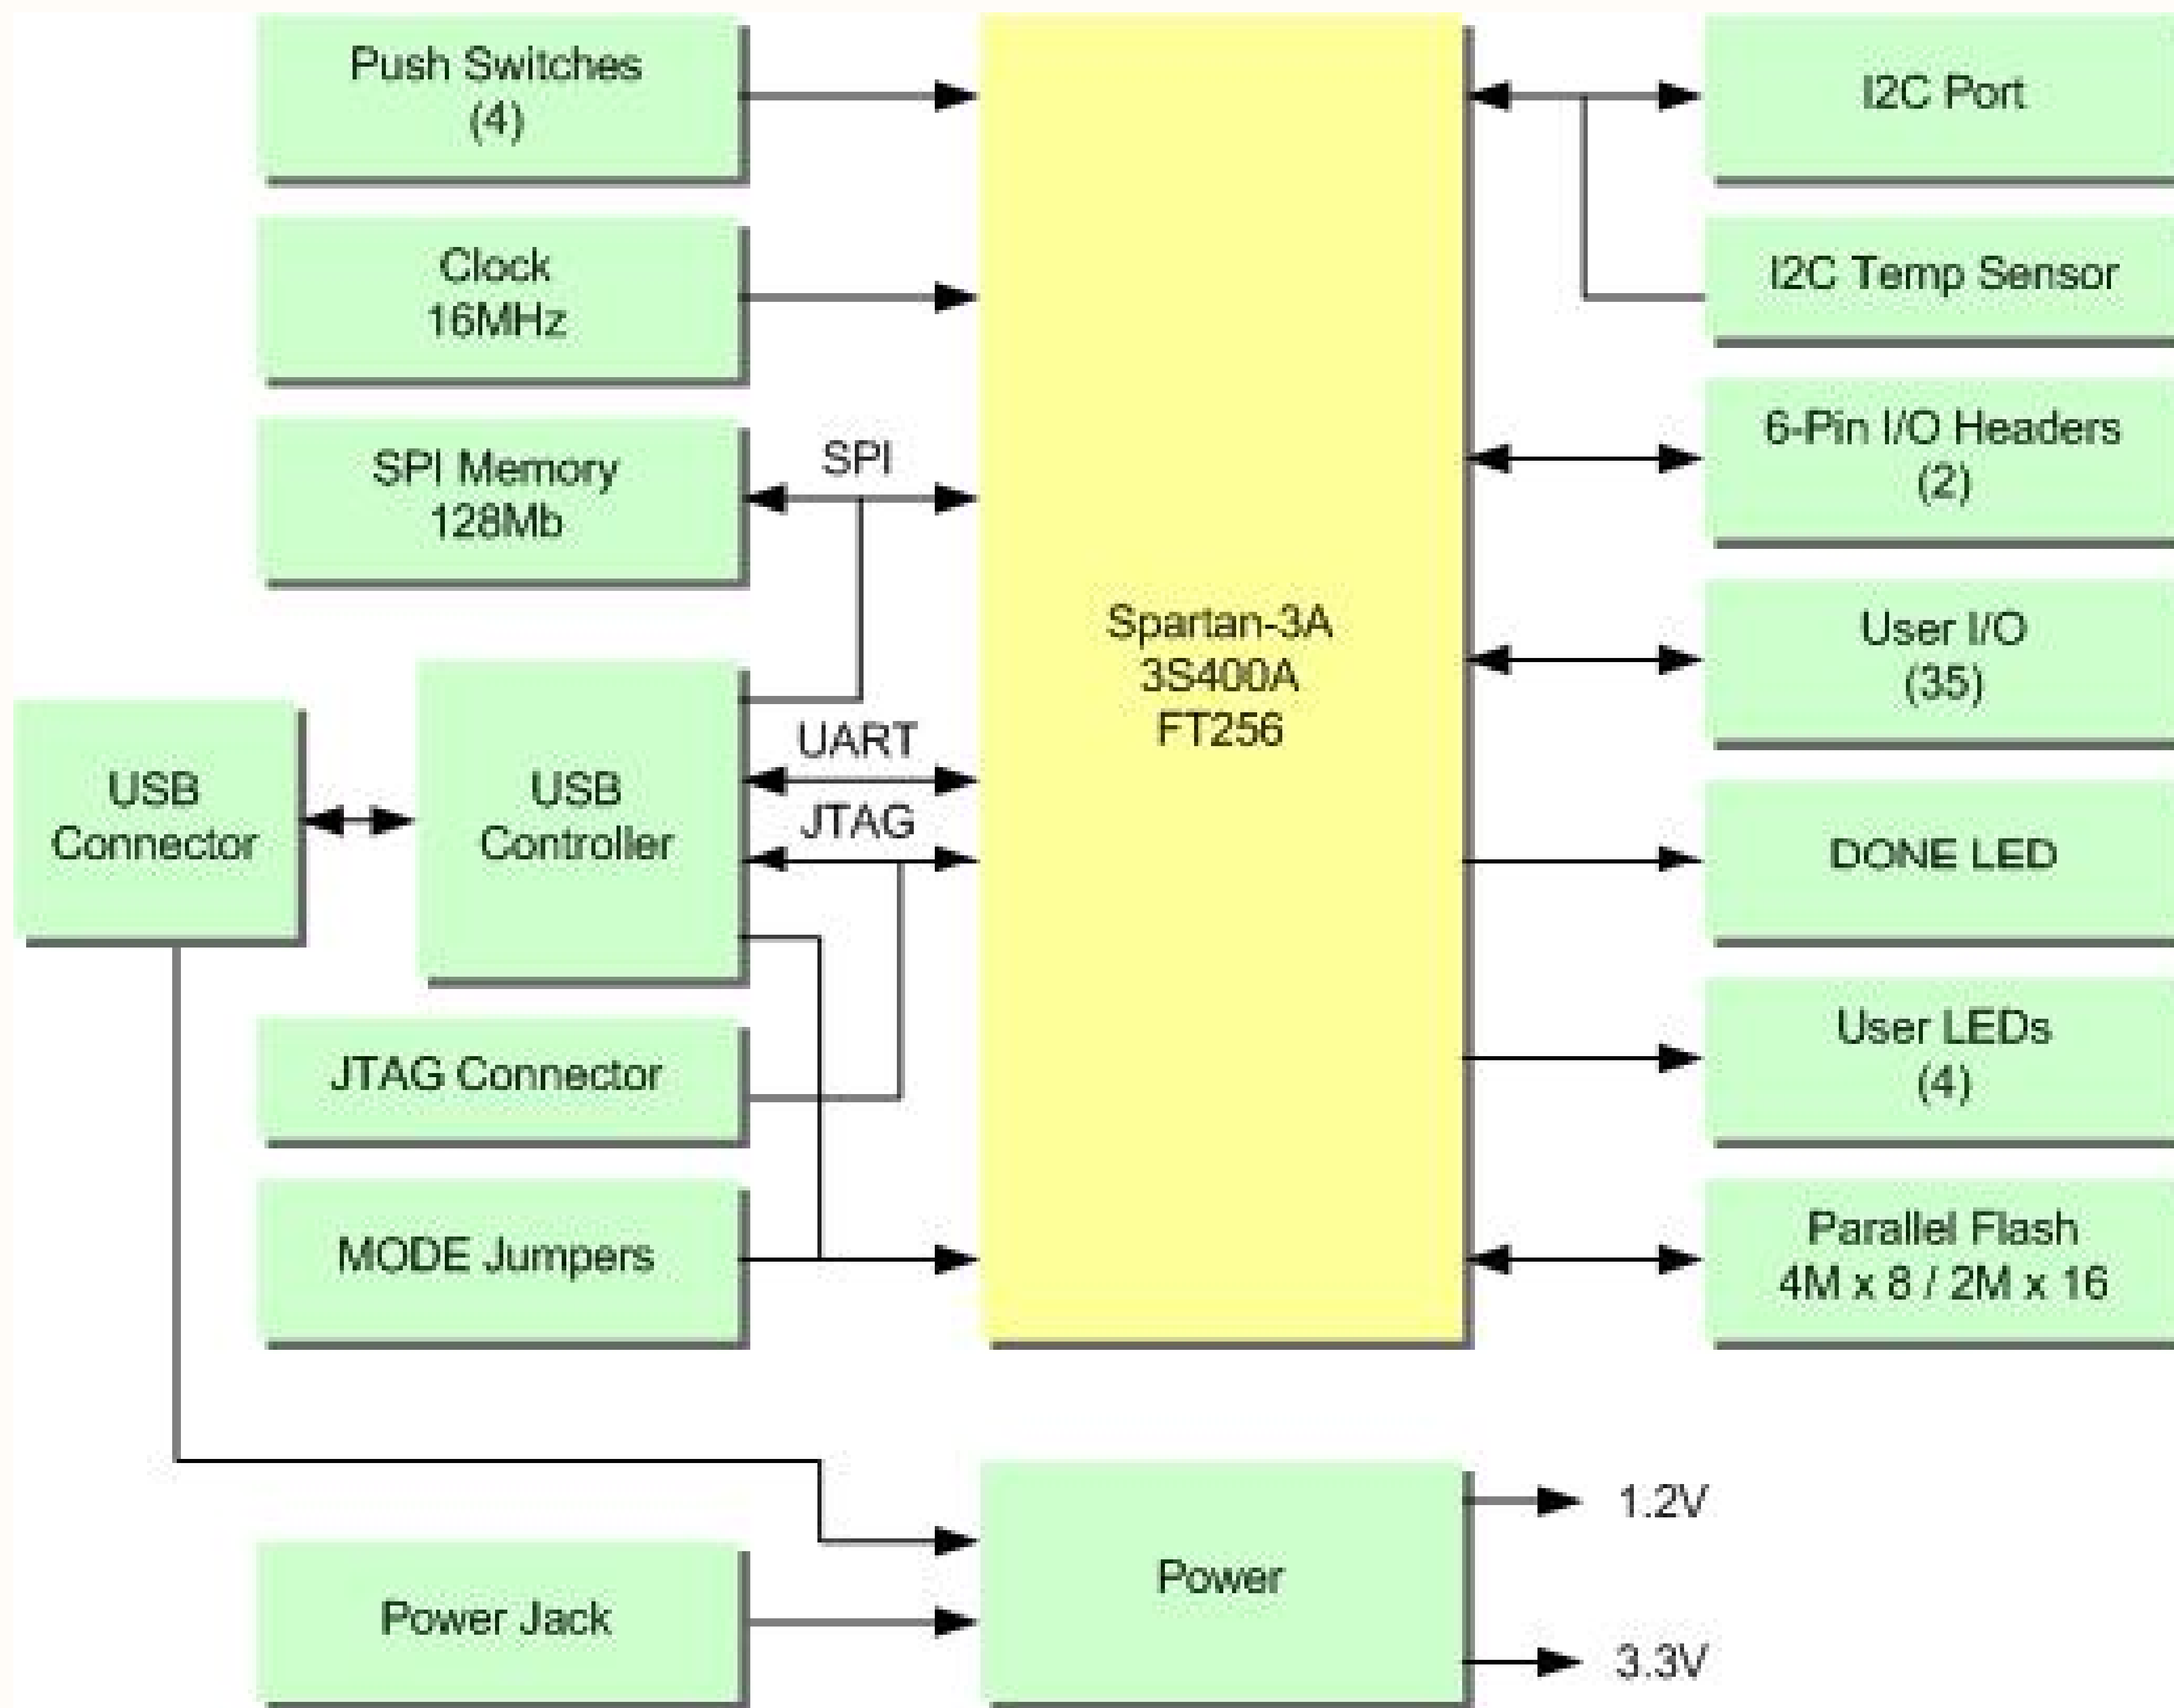 Push Switches
(4)
Clock
16MHz
SPI Memory
128Mb
SPI
USB
Connector
USB
Controller
UART
JTAG
JTAG Connector
MODE Jumpers
Spartan-3A
3S400A
FT256
I2C Port
I2C Temp Sensor
6-Pin I/O Headers
(2)
User I/O
(35)
DONE LED
User LEDs
(4)
Parallel Flash
4M x 8 / 2M x 16
Power Jack
Power
1.2V
3.3V